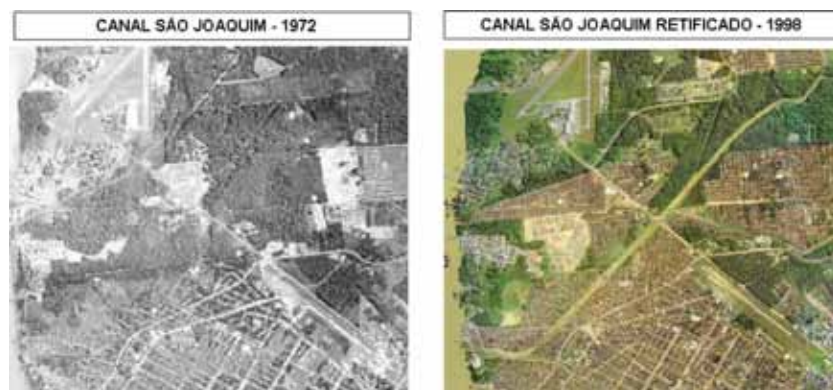 CANAL SÃO JOAQUIM - 1972
CANAL SÃO JOAQUIM RETIFICADO - 1998